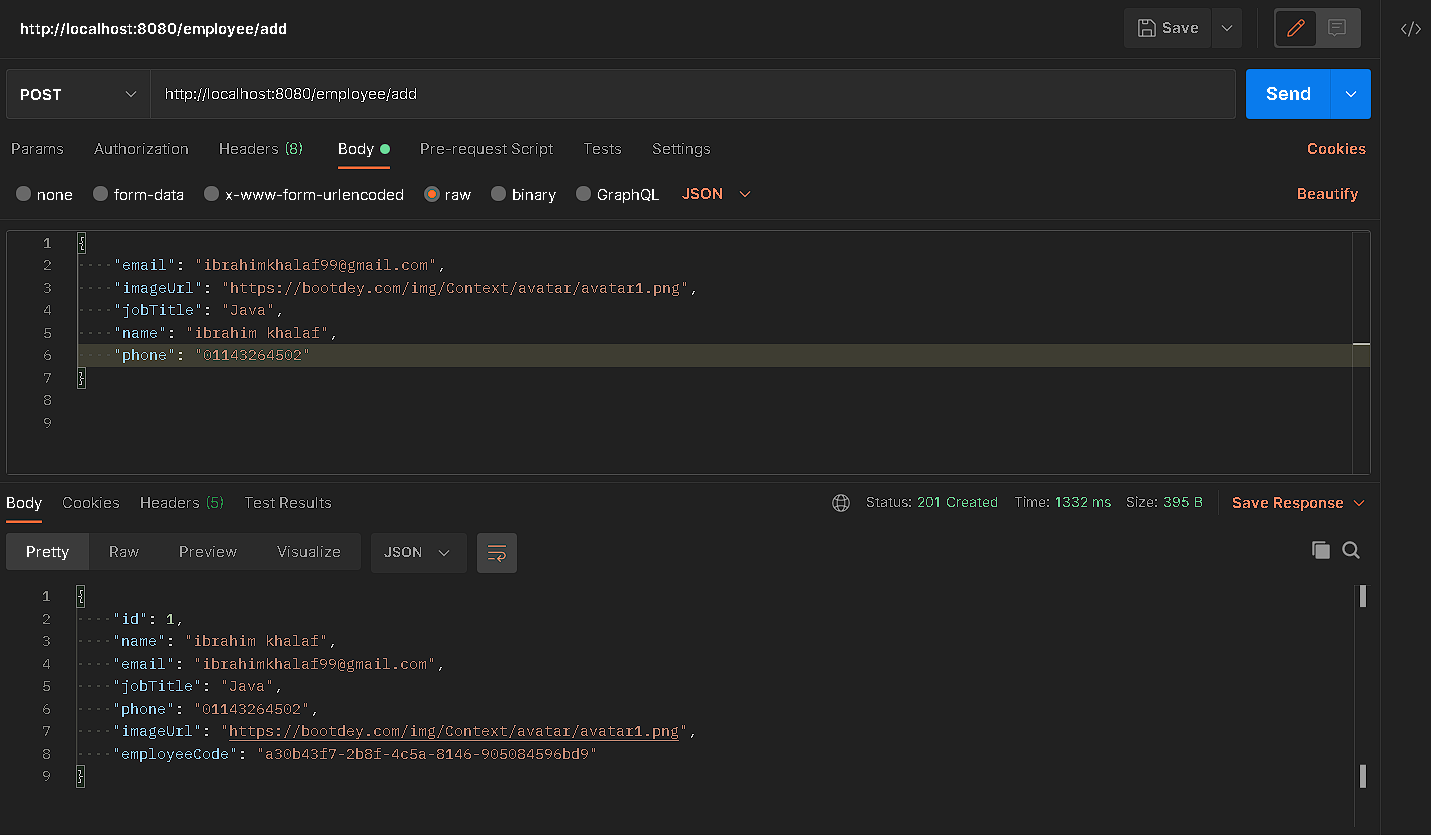 http://localhost:8080/employee/add
Save
</>
POST
http://localhost:8080/employee/add
Send
Params Authorization Headers (8) Body Pre-request Script Tests Settings Cookies
none form-data x-www-form-urlencoded raw binary GraphQL JSON Beautify
1 {
2 "email": "ibrahimkhalaf99@gmail.com",
3 "imageUrl": "https://bootdey.com/img/Context/avatar/avatar1.png",
4 "jobTitle": "Java",
5 "name": "ibrahim khalaf",
6 "phone": "01143264502"
7 }
8
9
Body Cookies Headers (5) Test Results Status: 201 Created Time: 1332 ms Size: 395 B Save Response
Pretty Raw Preview Visualize JSON
1 {
2 "id": 1,
3 "name": "ibrahim khalaf",
4 "email": "ibrahimkhalaf99@gmail.com",
5 "jobTitle": "Java",
6 "phone": "01143264502",
7 "imageUrl": "https://bootdey.com/img/Context/avatar/avatar1.png",
8 "employeeCode": "a30b43f7-2b8f-4c5a-8146-905084596bd9"
9 }